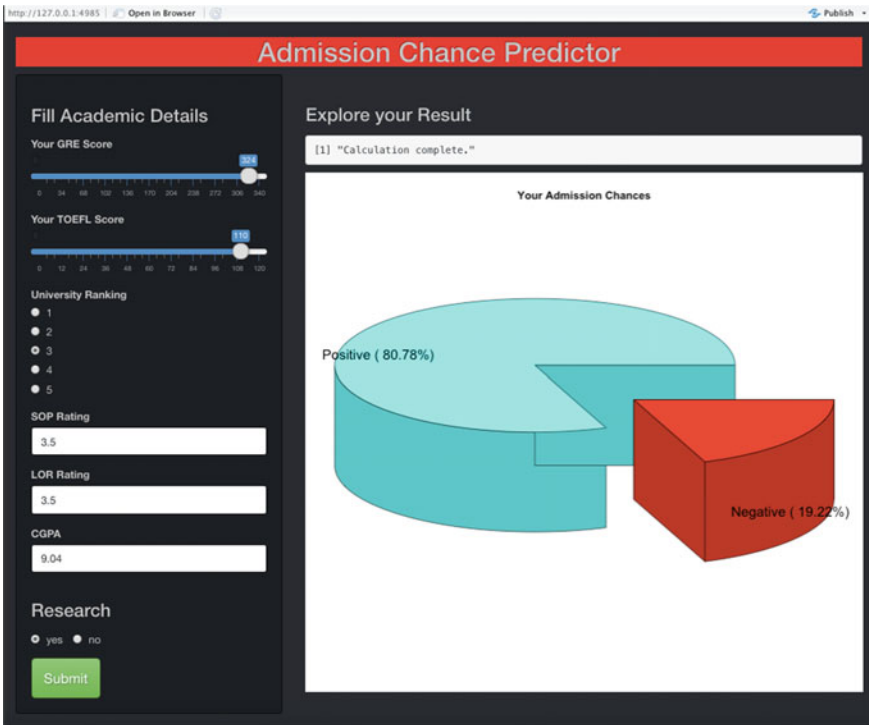 http://127.0.0.1:4985 Open in Browser Publish
Admission Chance Predictor
Fill Academic Details
Your GRE Score
324
0 34 68 102 136 170 204 238 272 306 340
Your TOEFL Score
110
0 12 24 36 48 60 72 84 96 108 120
University Ranking
1
2
3
4
5
SOP Rating
3.5
LOR Rating
3.5
CGPA
9.04
Research
yes no
Submit
Explore your Result
[1] "Calculation complete."
Your Admission Chances
Positive ( 80.78%)
Negative ( 19.22%)